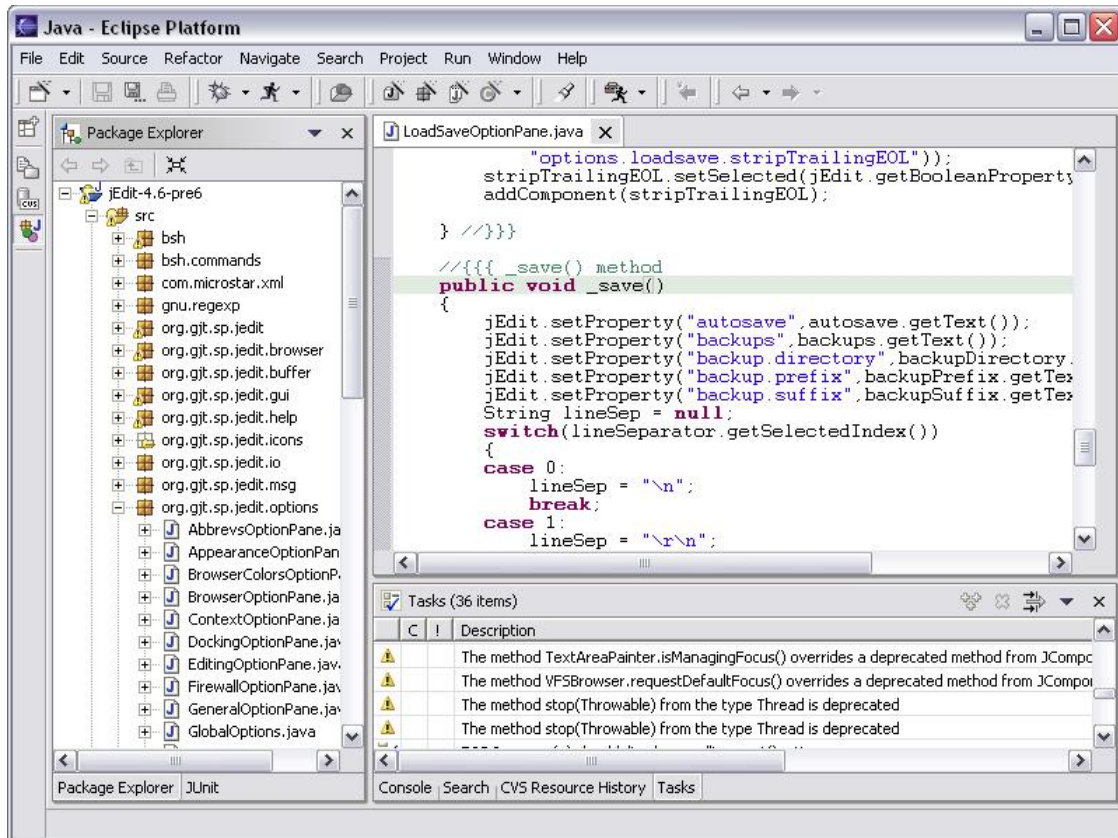 Java - Eclipse Platform
File Edit Source Refactor Navigate Search Project Run Window Help
Package Explorer
jEdit-4.6-pre6
src
bsh
bsh.commands
com.microstar.xml
gnu.regexp
org.gjt.sp.jedit
org.gjt.sp.jedit.browser
org.gjt.sp.jedit.buffer
org.gjt.sp.jedit.gui
org.gjt.sp.jedit.help
org.gjt.sp.jedit.icons
org.gjt.sp.jedit.io
org.gjt.sp.jedit.msg
org.gjt.sp.jedit.options
AbbrevsOptionPane.ja
AppearanceOptionPan
BrowserColorsOptionP
BrowserOptionPane.ja
ContextOptionPane.ja
DockingOptionPane.jav
EditingOptionPane.jav
FirewallOptionPane.jav
GeneralOptionPane.jav
GlobalOptions.java
Package Explorer JUnit
LoadSaveOptionPane.java
"options.loadsave.stripTrailingEOL"));
stripTrailingEOL.setSelected(jEdit.getBooleanProperty
addComponent(stripTrailingEOL);
} //}}}
//{{{ _save() method
public void _save()
{
jEdit.setProperty("autosave",autosave.getText());
jEdit.setProperty("backups",backups.getText());
jEdit.setProperty("backup.directory",backupDirectory.
jEdit.setProperty("backup.prefix",backupPrefix.getTex
jEdit.setProperty("backup.suffix",backupSuffix.getTex
String lineSep = null;
switch(lineSeparator.getSelectedIndex())
{
case 0:
lineSep = "\n";
break;
case 1:
lineSep = "\r\n";
Tasks (36 items)
C ! Description
The method TextAreaPainter.isManagingFocus() overrides a deprecated method from JCompo
The method VFSBrowser.requestDefaultFocus() overrides a deprecated method from JCompor
The method stop(Throwable) from the type Thread is deprecated
The method stop(Throwable) from the type Thread is deprecated
Console Search CVS Resource History Tasks